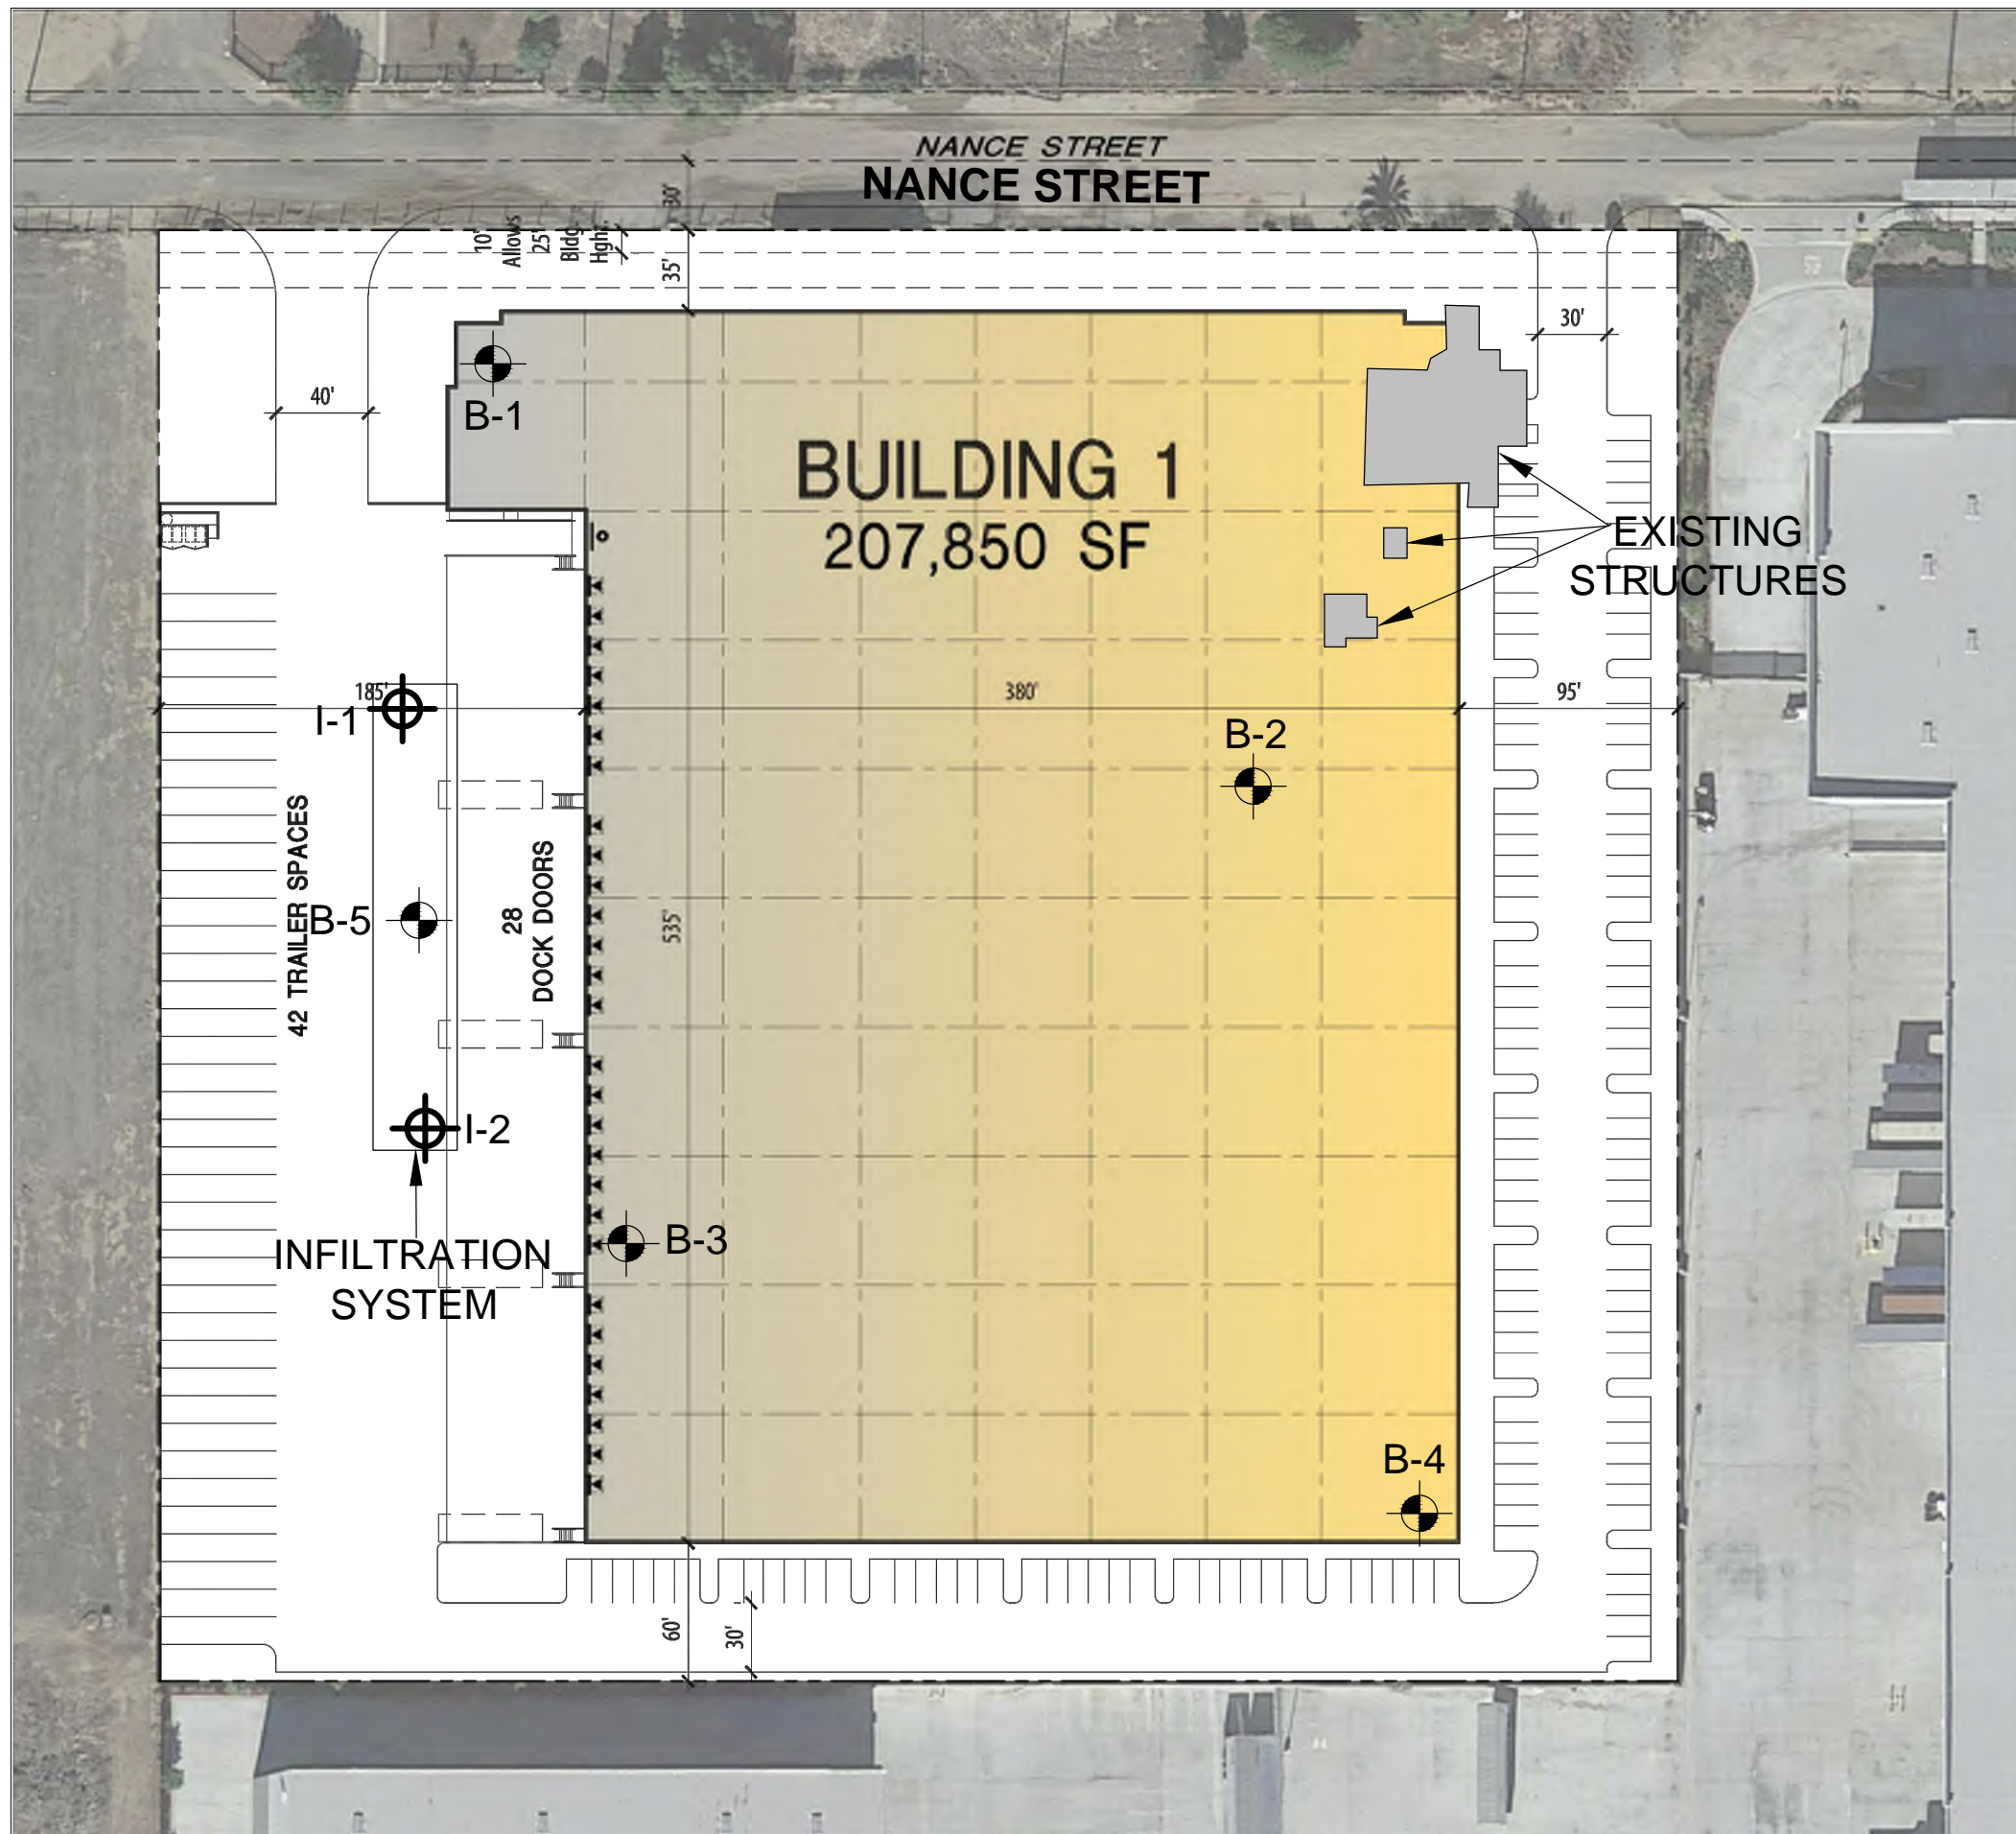 NANCE STREET
NANCE STREET
30'
10'
Allows
25'
Bldg.
Hgh.
35'
30'
40'
B-1
BUILDING 1
207,850 SF
EXISTING
STRUCTURES
185'
380'
95'
I-1
B-2
42 TRAILER SPACES
B-5
28
DOCK DOORS
535'
I-2
B-3
INFILTRATION
SYSTEM
B-4
60'
30'